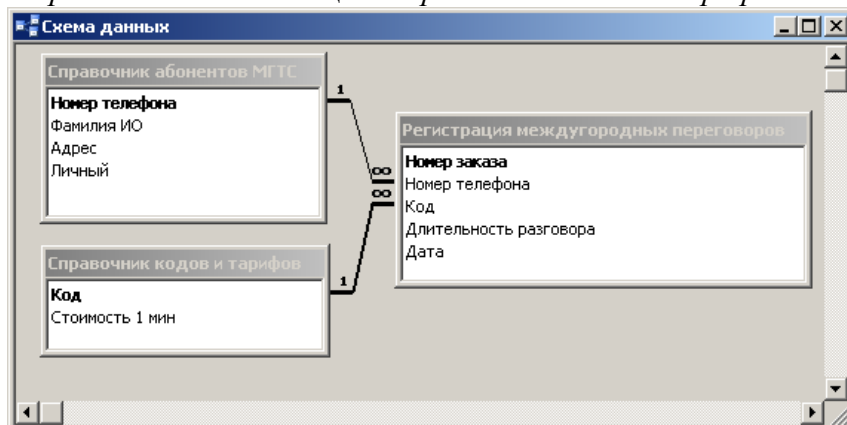 Схема данных
Справочник абонентов МГТС
Номер телефона
Фамилия ИО
Адрес
Личный
1
∞
∞
Регистрация междугородных переговоров
Номер заказа
Номер телефона
Код
Длительность разговора
Дата
Справочник кодов и тарифов
1
Код
Стоимость 1 мин